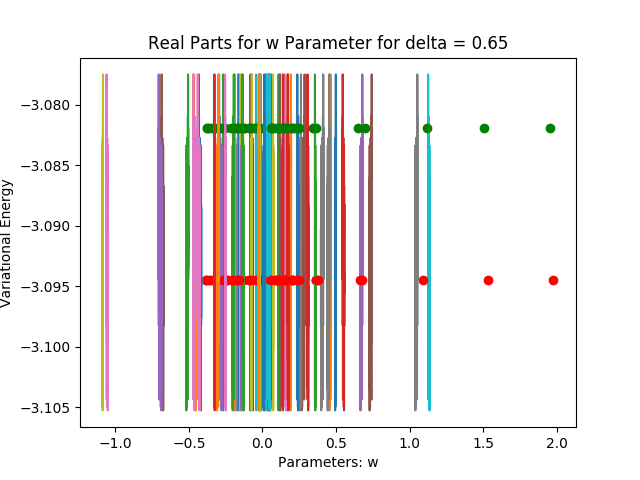 Real Parts for w Parameter for delta = 0.65
Variational Energy
−3.080
−3.085
−3.090
−3.095
−3.100
−3.105
−1.0 −0.5 0.0 0.5 1.0 1.5 2.0
Parameters: w